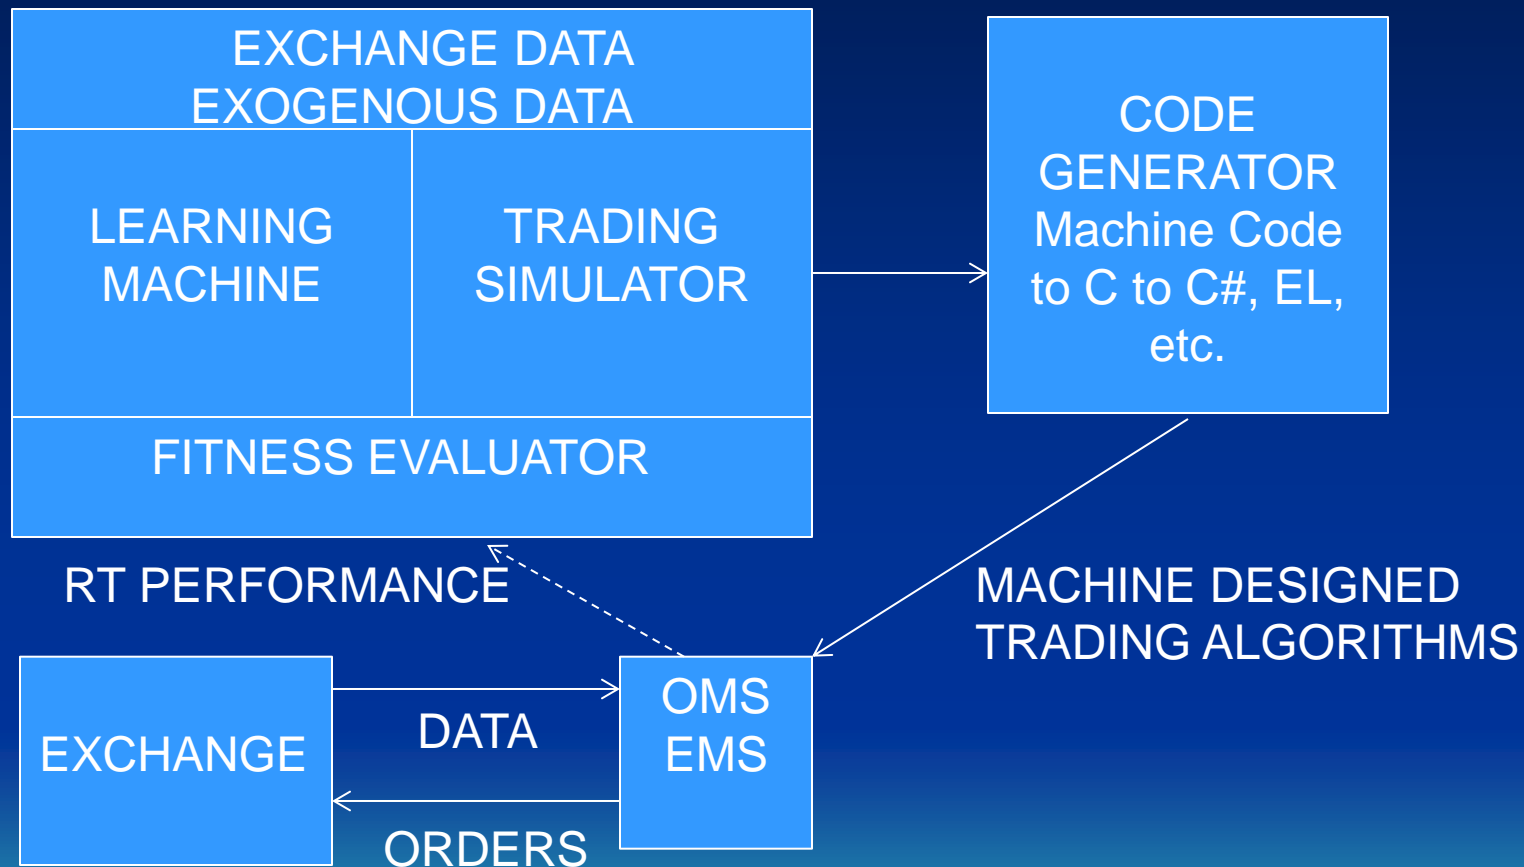 EXCHANGE DATA
EXOGENOUS DATA
LEARNING
MACHINE
TRADING
SIMULATOR
FITNESS EVALUATOR
CODE
GENERATOR
Machine Code
to C to C#, EL,
etc.
RT PERFORMANCE
MACHINE DESIGNED
TRADING ALGORITHMS
EXCHANGE
DATA
ORDERS
OMS
EMS